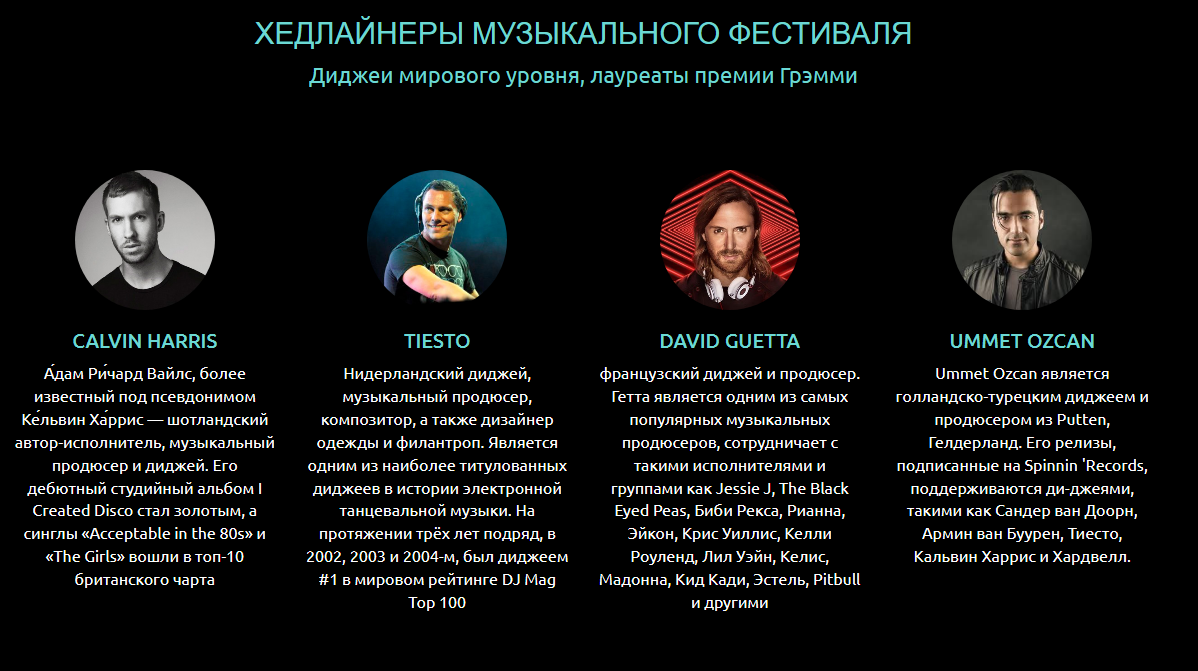 ХЕДЛАЙНЕРЫ МУЗЫКАЛЬНОГО ФЕСТИВАЛЯ
Диджеи мирового уровня, лауреаты премии Грэмми
CALVIN HARRIS
А́дам Ри́чард Вайлс, более
известный под псевдонимом
Ке́львин Ха́ррис — шотландский
автор-исполнитель, музыкальный
продюсер и диджей. Его
дебютный студийный альбом I
Created Disco стал золотым, а
синглы «Acceptable in the 80s» и
«The Girls» вошли в топ-10
британского чарта
TIESTO
Нидерландский диджей,
музыкальный продюсер,
композитор, а также дизайнер
одежды и филантроп. Является
одним из наиболее титулованных
диджеев в истории электронной
танцевальной музыки. На
протяжении трёх лет подряд, в
2002, 2003 и 2004-м, был диджеем
#1 в мировом рейтинге DJ Mag
Top 100
DAVID GUETTA
французский диджей и продюсер.
Гетта является одним из самых
популярных музыкальных
продюсеров, сотрудничает с
такими исполнителями и
группами как Jessie J, The Black
Eyed Peas, Биби Рекса, Рианна,
Эйкон, Крис Уиллис, Келли
Роуленд, Лил Уэйн, Келис,
Мадонна, Кид Кади, Эстель, Pitbull
и другими
UMMET OZCAN
Ummet Ozcan является
голландско-турецким диджеем и
продюсером из Putten,
Гелдерланд. Его релизы,
подписанные на Spinnin 'Records,
поддерживаются ди-джеями,
такими как Сандер ван Доорн,
Армин ван Буурен, Тиесто,
Кальвин Харрис и Хардвелл.